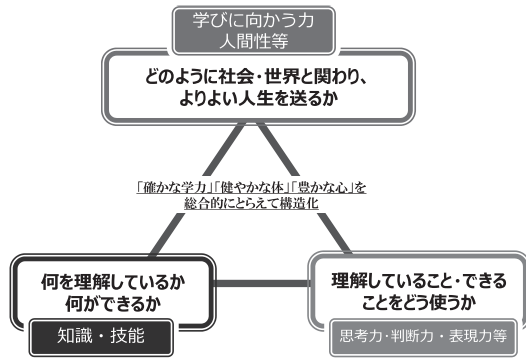 学びに向かう力
人間性等
どのように社会・世界と関わり、
よりよい人生を送るか
「確かな学力」「健やかな体」「豊かな心」を
総合的にとらえて構造化
何を理解しているか
何ができるか
知識・技能
理解していること・できる
ことをどう使うか
思考力・判断力・表現力等